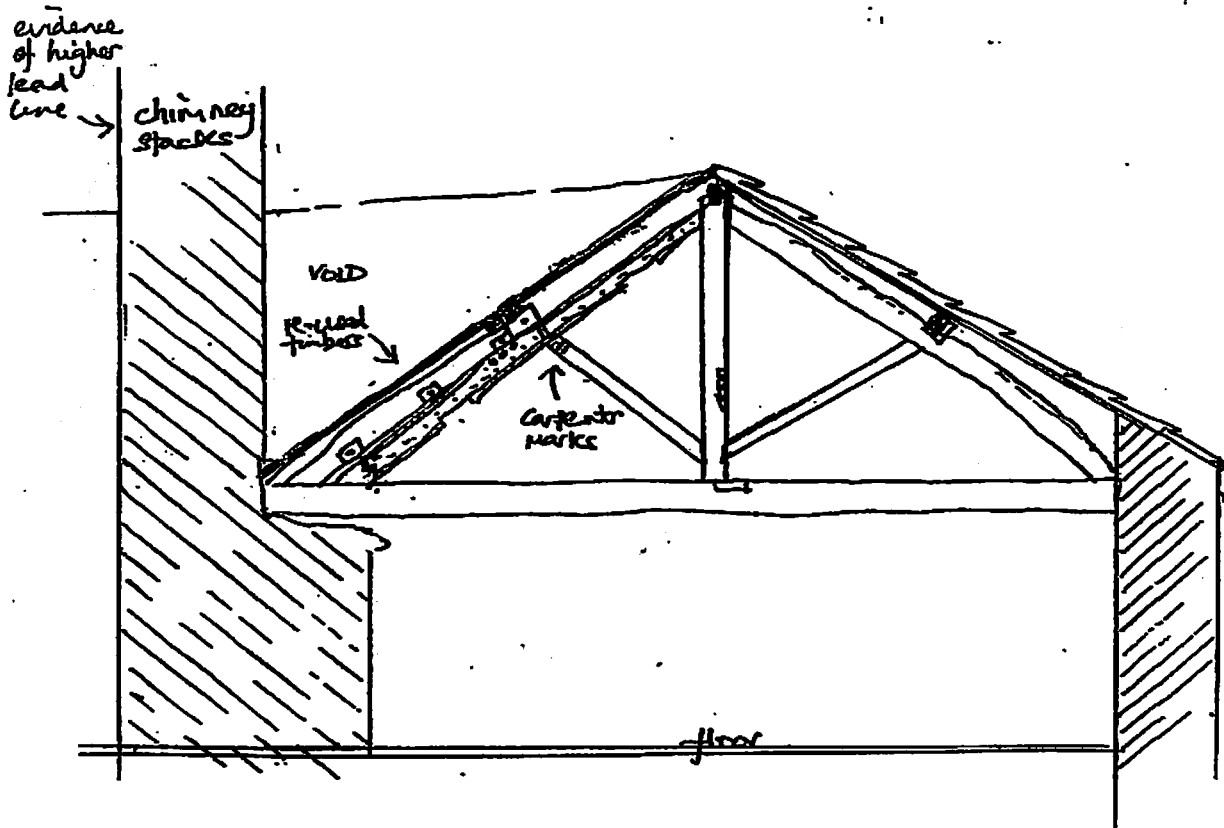 evidence
of higher
lead
line
chimney
stacks
VOID
re-used
timbers
carpenter
marks
floor